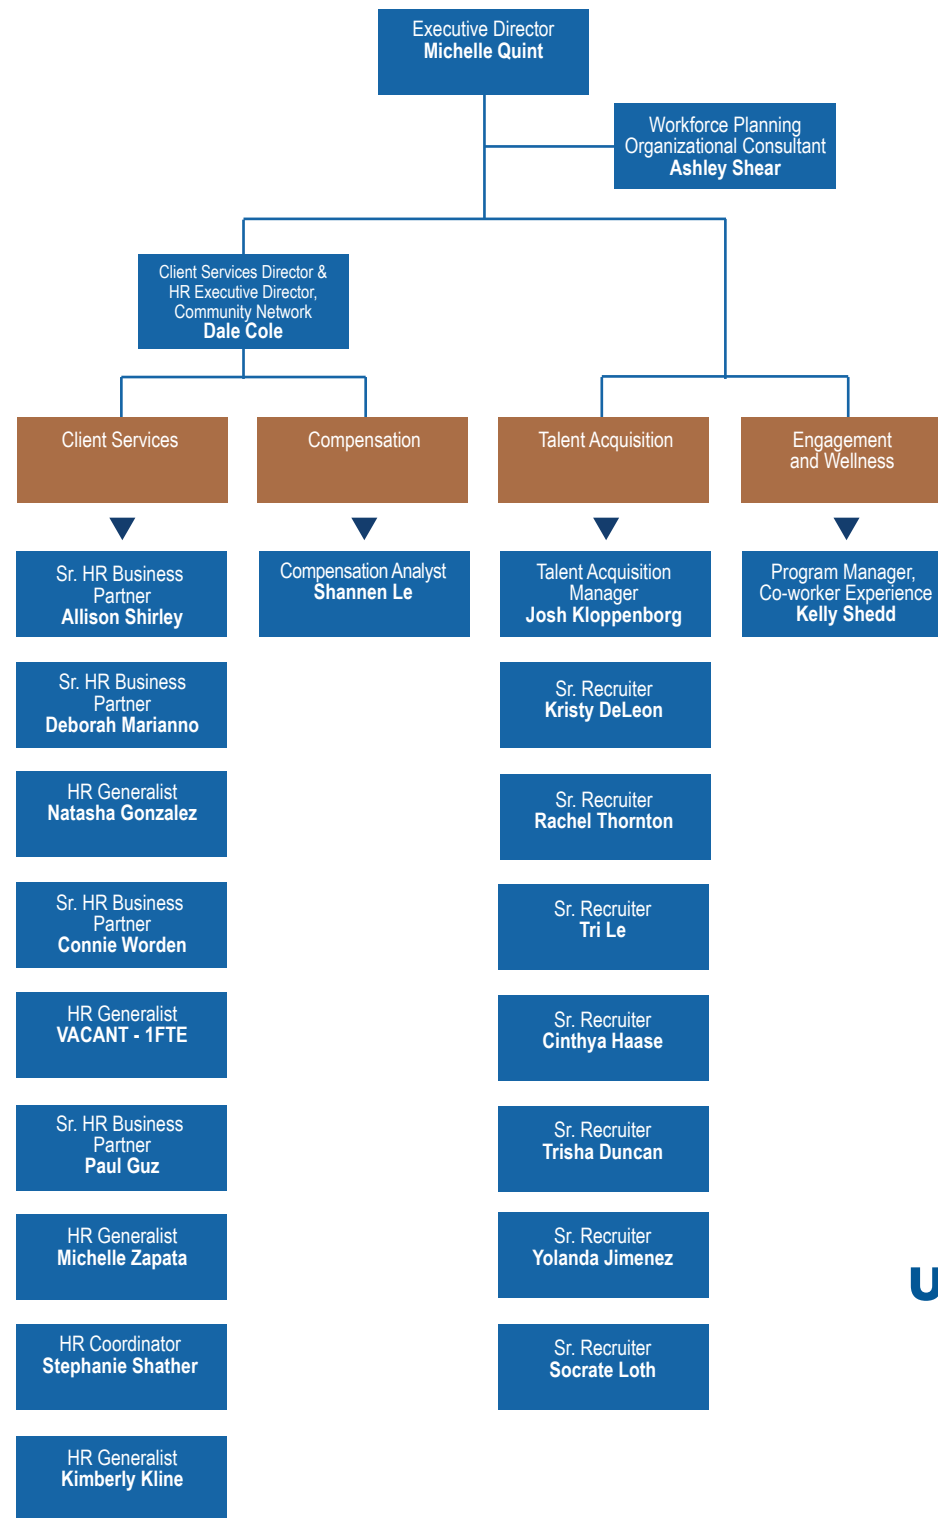 Executive Director
Michelle Quint
Workforce Planning
Organizational Consultant
Ashley Shear
Client Services Director &
HR Executive Director,
Community Network
Dale Cole
Client Services
Compensation
Talent Acquisition
Engagement
and Wellness
Sr. HR Business
Partner
Allison Shirley
Compensation Analyst
Shannen Le
Talent Acquisition
Manager
Josh Kloppenborg
Program Manager,
Co-worker Experience
Kelly Shedd
Sr. HR Business
Partner
Deborah Marianno
Sr. Recruiter
Kristy DeLeon
HR Generalist
Natasha Gonzalez
Sr. Recruiter
Rachel Thornton
Sr. HR Business
Partner
Connie Worden
Sr. Recruiter
Tri Le
HR Generalist
VACANT - 1FTE
Sr. Recruiter
Cinthya Haase
Sr. HR Business
Partner
Paul Guz
Sr. Recruiter
Trisha Duncan
HR Generalist
Michelle Zapata
Sr. Recruiter
Yolanda Jimenez
HR Coordinator
Stephanie Shather
Sr. Recruiter
Socrate Loth
HR Generalist
Kimberly Kline